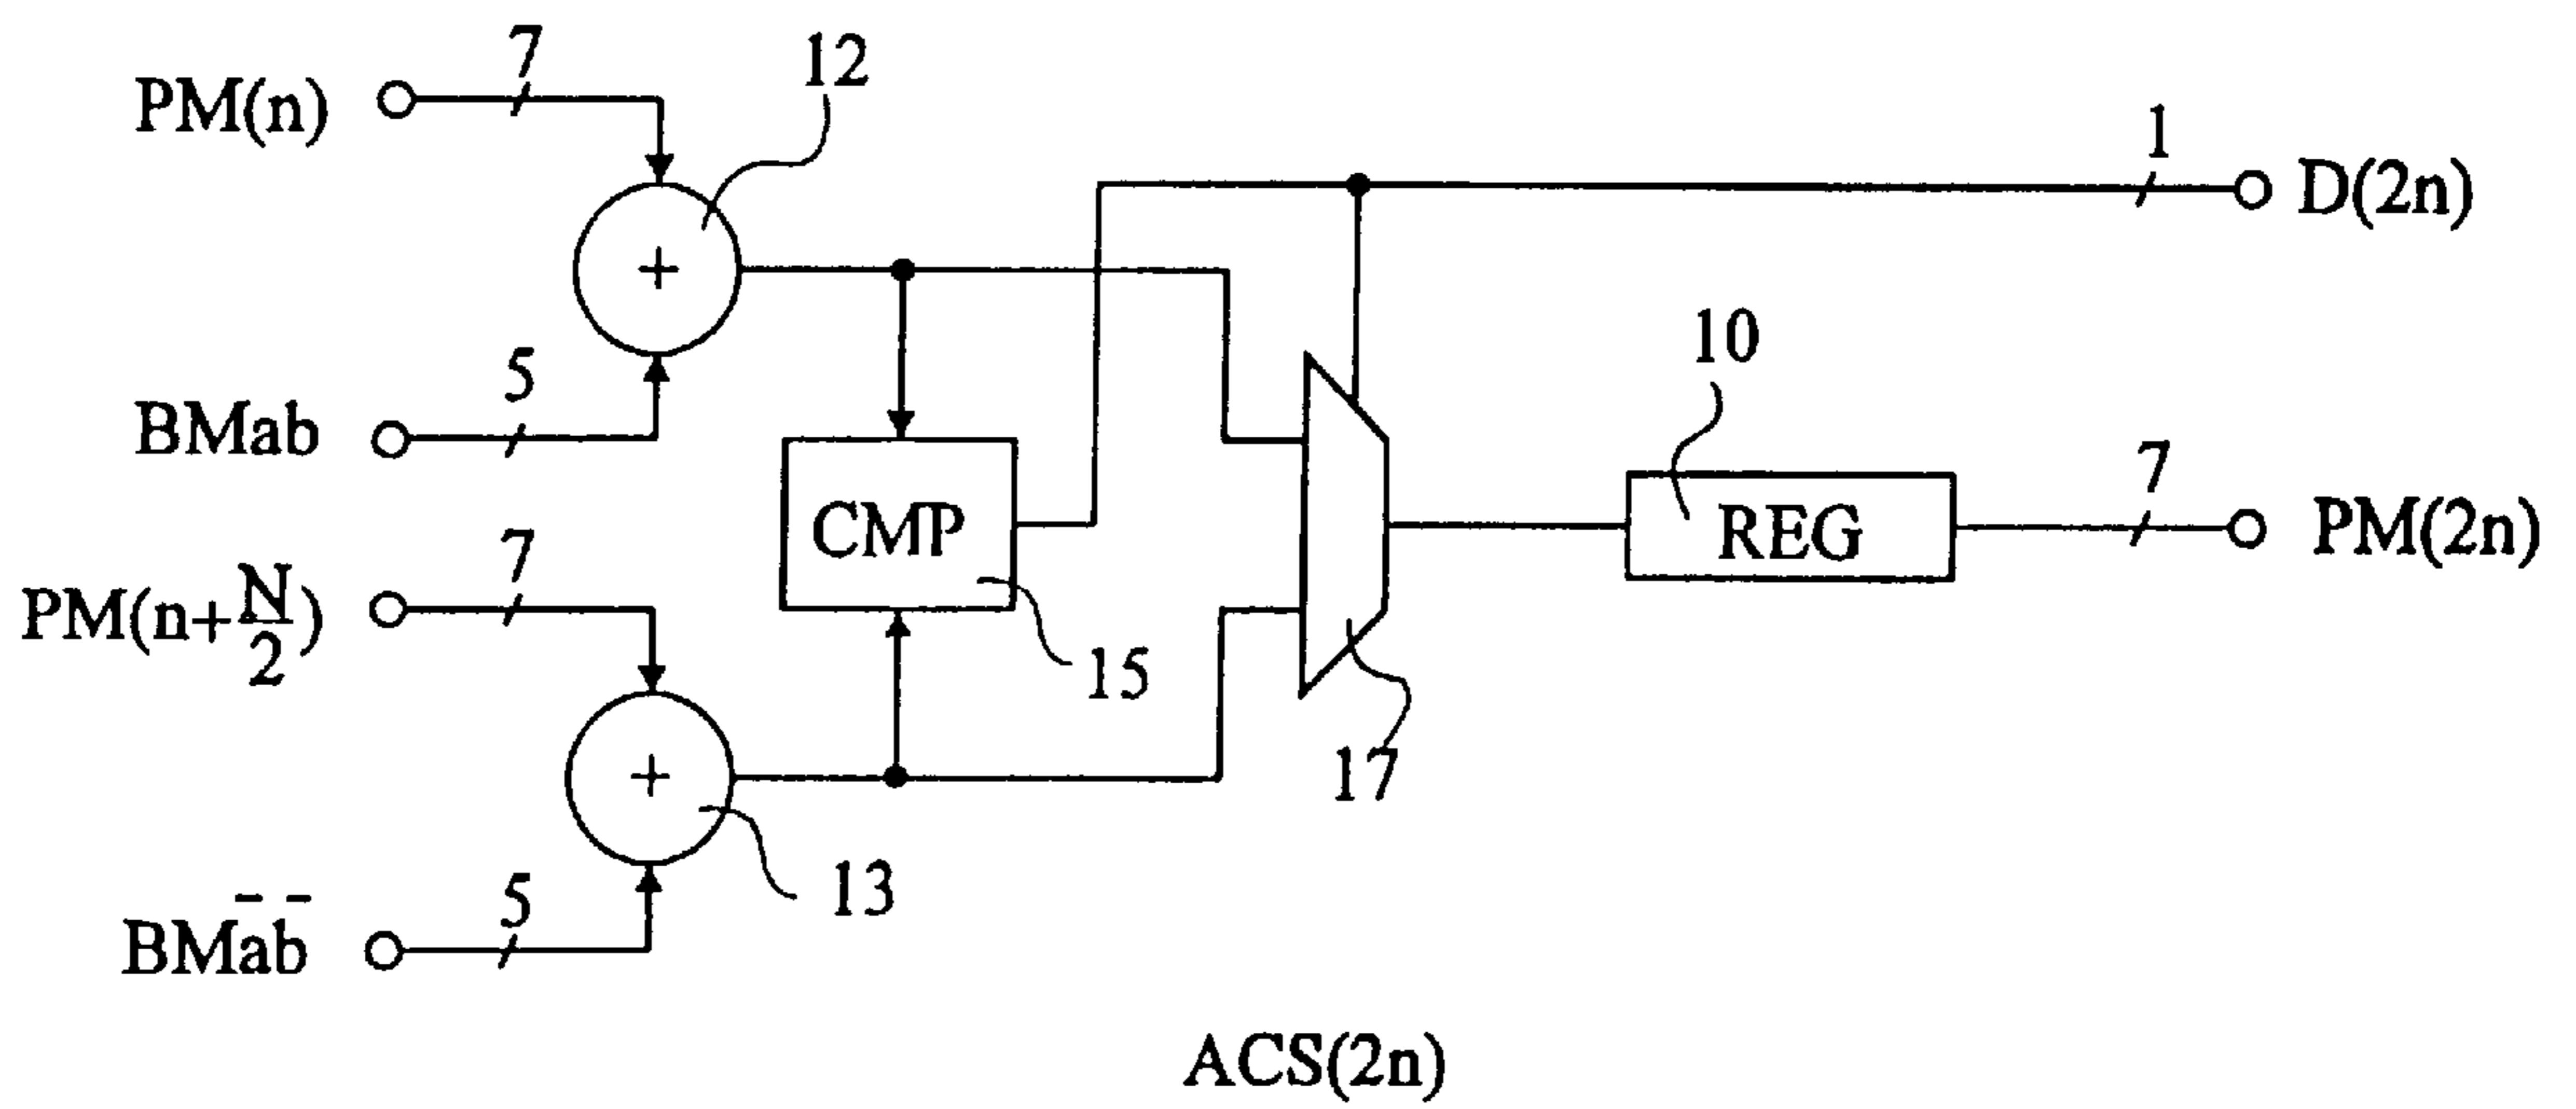 7
12
PM(n)
1
D(2n)
+
10
5
BMab
7
CMP
REG
PM(2n)
7
PM(n+N/2)
15
17
+
13
5
BMa̅b̅
ACS(2n)